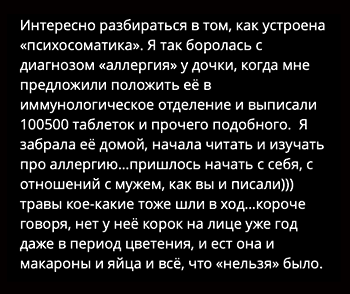 Интересно разбираться в том, как устроена
«психосоматика». Я так боролась с
диагнозом «аллергия» у дочки, когда мне
предложили положить её в
иммунологическое отделение и выписали
100500 таблеток и прочего подобного.  Я
забрала её домой, начала читать и изучать
про аллергию...пришлось начать с себя, с
отношений с мужем, как вы и писали)))
травы кое-какие тоже шли в ход...короче
говоря, нет у неё корок на лице уже год
даже в период цветения, и ест она и
макароны и яйца и всё, что «нельзя» было.